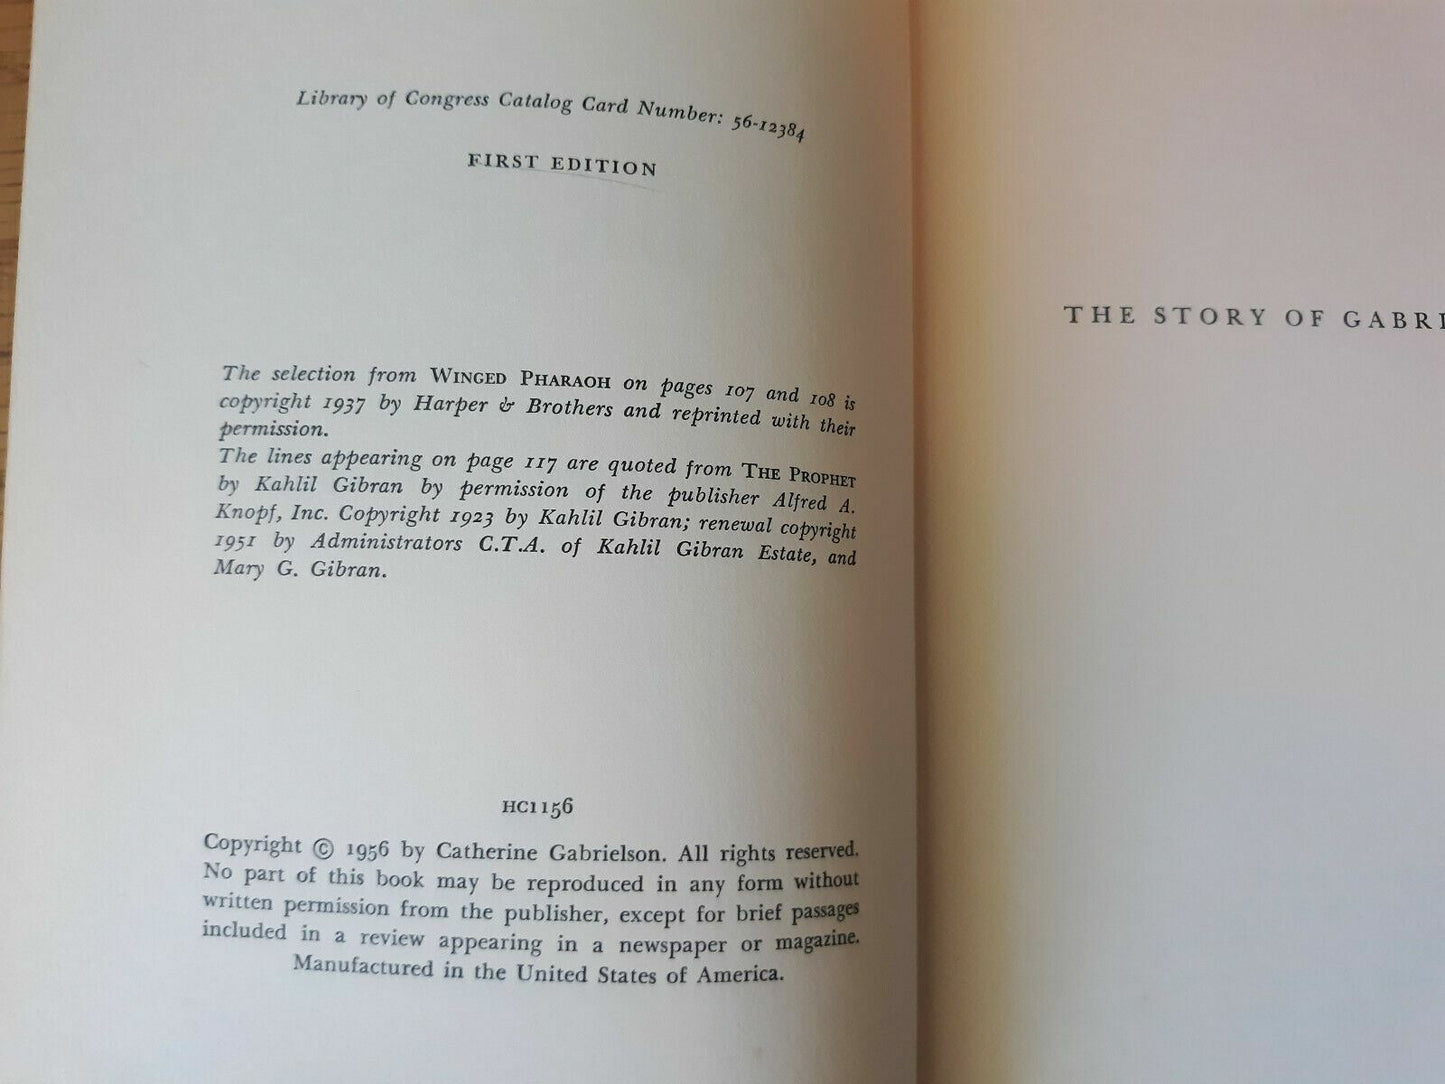 Library of Congress Catalog Card Number: 56-12384
FIRST EDITION
The selection from WINGED PHARAOH on pages 107 and 108 is
copyright 1937 by Harper & Brothers and reprinted with their
permission.
The lines appearing on page 117 are quoted from THE PROPHET
by Kahlil Gibran by permission of the publisher Alfred A.
Knopf, Inc. Copyright 1923 by Kahlil Gibran; renewal copyright
1951 by Administrators C.T.A. of Kahlil Gibran Estate, and
Mary G. Gibran.
HC1156
Copyright © 1956 by Catherine Gabrielson. All rights reserved.
No part of this book may be reproduced in any form without
written permission from the publisher, except for brief passages
included in a review appearing in a newspaper or magazine.
Manufactured in the United States of America.
THE STORY OF GABRI